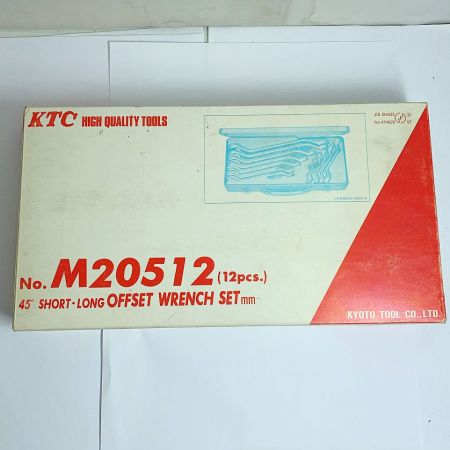 KTC HIGH QUALITY TOOLS
No. M20512 (12pcs.)
45° SHORT·LONG OFFSET WRENCH SET mm
KYOTO TOOL CO., LTD.